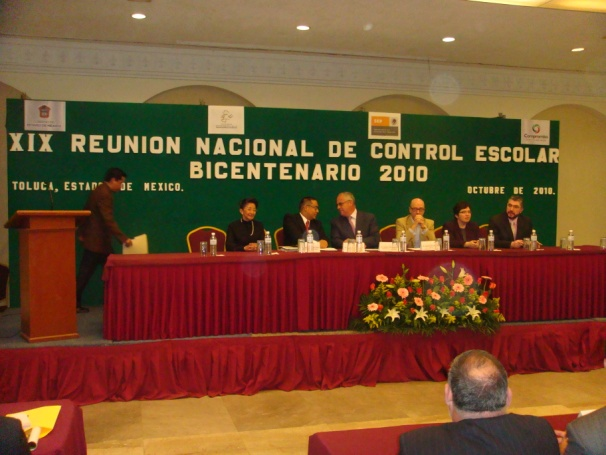 XIX REUNION NACIONAL DE CONTROL ESCOLAR
BICENTENARIO 2010
TOLUCA, ESTADO DE MEXICO.
OCTUBRE DE 2010.